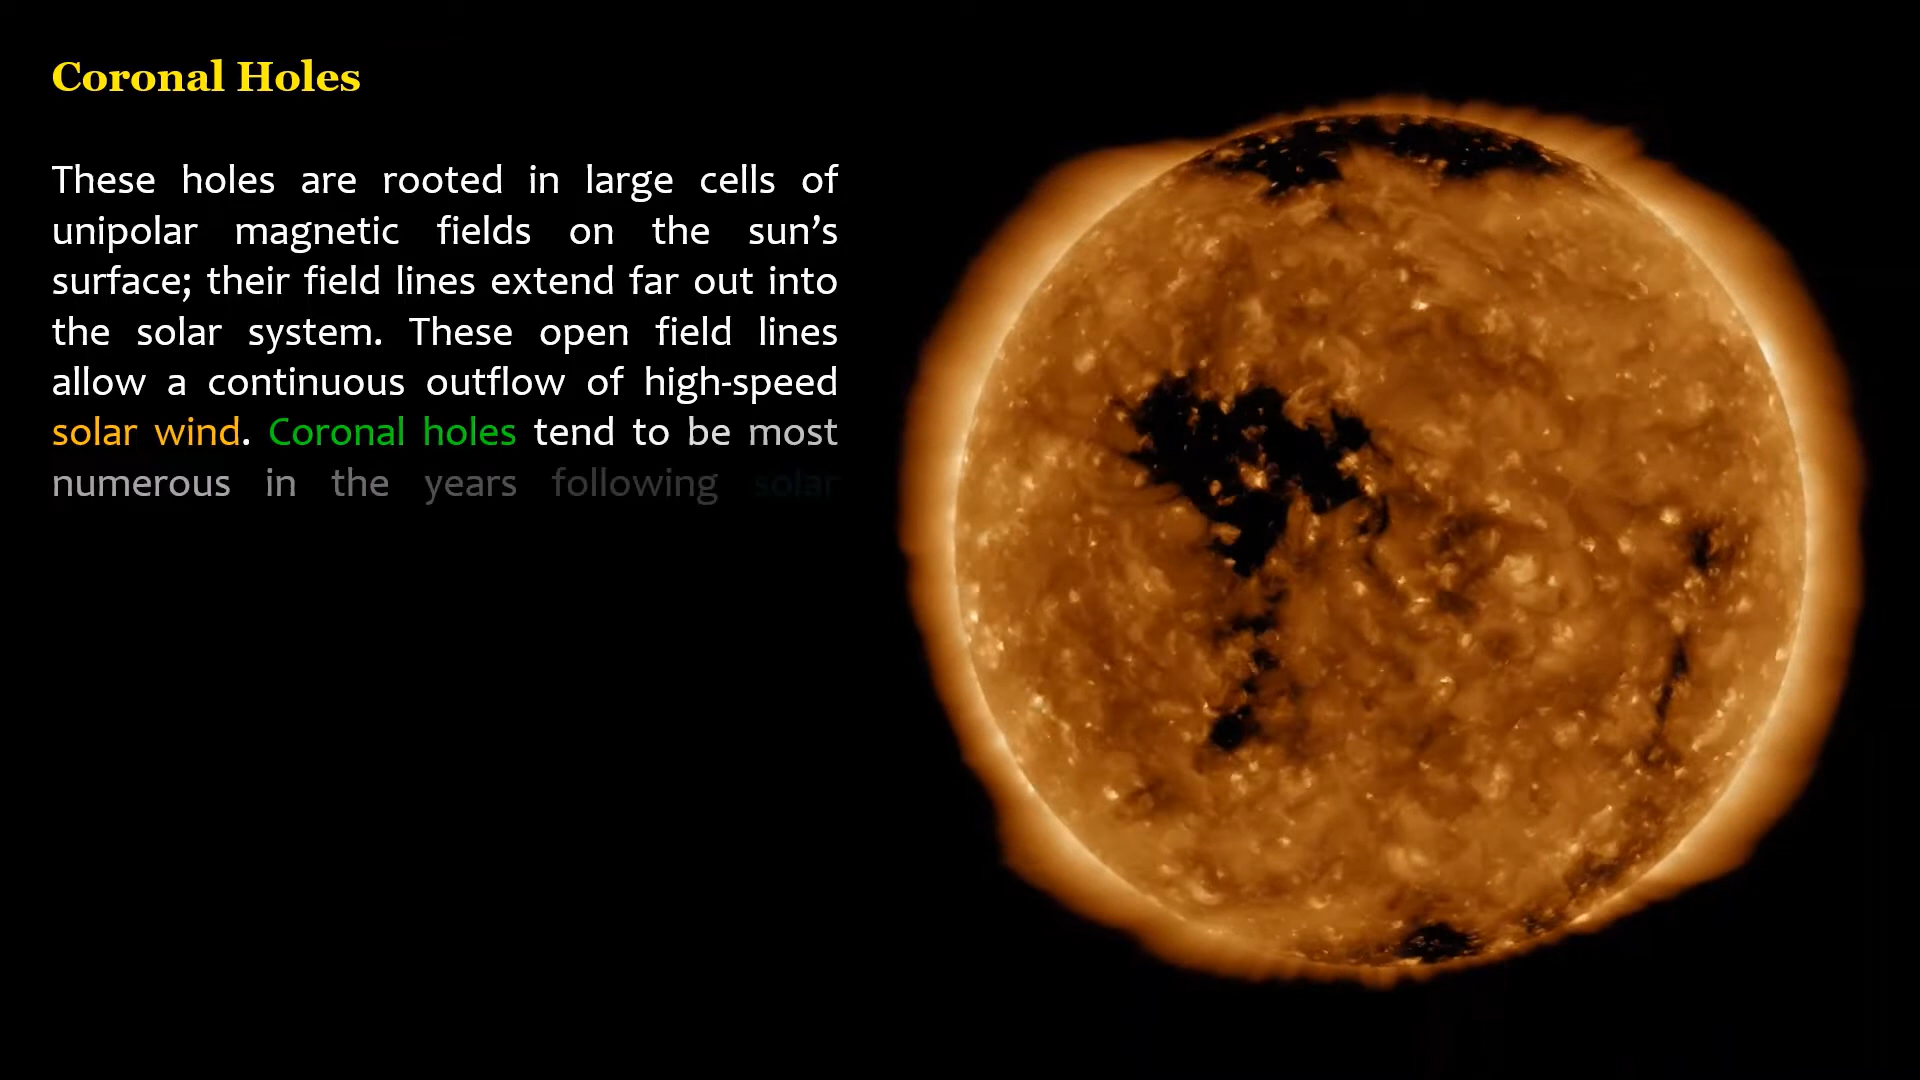 Coronal Holes
These holes are rooted in large cells of
unipolar magnetic fields on the sun’s
surface; their field lines extend far out into
the solar system. These open field lines
allow a continuous outflow of high-speed
solar wind. Coronal holes tend to be most
numerous in the years following solar